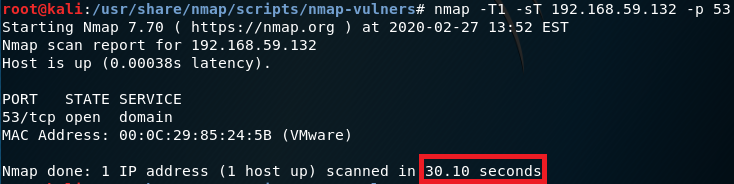 root@kali:/usr/share/nmap/scripts/nmap-vulners# nmap -T1 -sT 192.168.59.132 -p 53
Starting Nmap 7.70 ( https://nmap.org ) at 2020-02-27 13:52 EST
Nmap scan report for 192.168.59.132
Host is up (0.00038s latency).
PORT   STATE SERVICE
53/tcp open  domain
MAC Address: 00:0C:29:85:24:5B (VMware)
Nmap done: 1 IP address (1 host up) scanned in 30.10 seconds